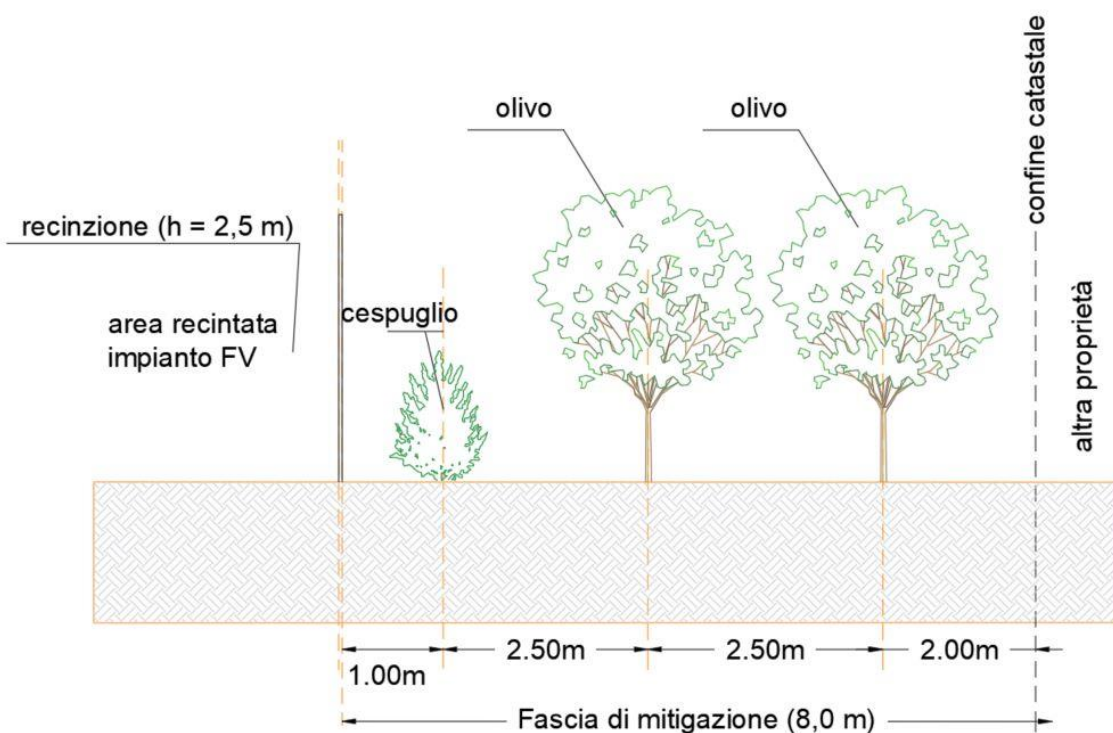 olivo
olivo
confine catastale
recinzione (h = 2,5 m)
cespuglio
area recintata
impianto FV
altra proprietà
2.50m
2.50m
2.00m
1.00m
Fascia di mitigazione (8,0 m)